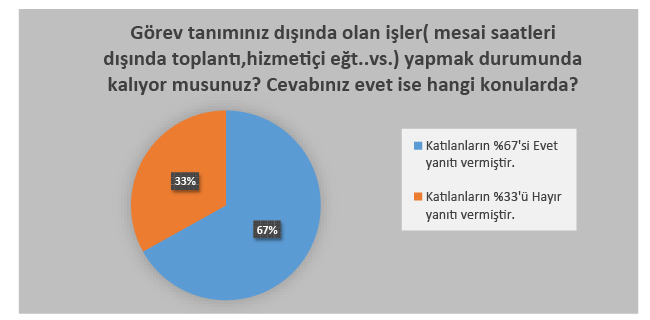 Görev tanımınız dışında olan işler( mesai saatleri
dışında toplantı,hizmetiçi eğt..vs.) yapmak durumunda
kalıyor musunuz? Cevabınız evet ise hangi konularda?
33%
67%
Katılanların %67'si Evet
yanıtı vermiştir.
Katılanların %33'ü Hayır
yanıtı vermiştir.